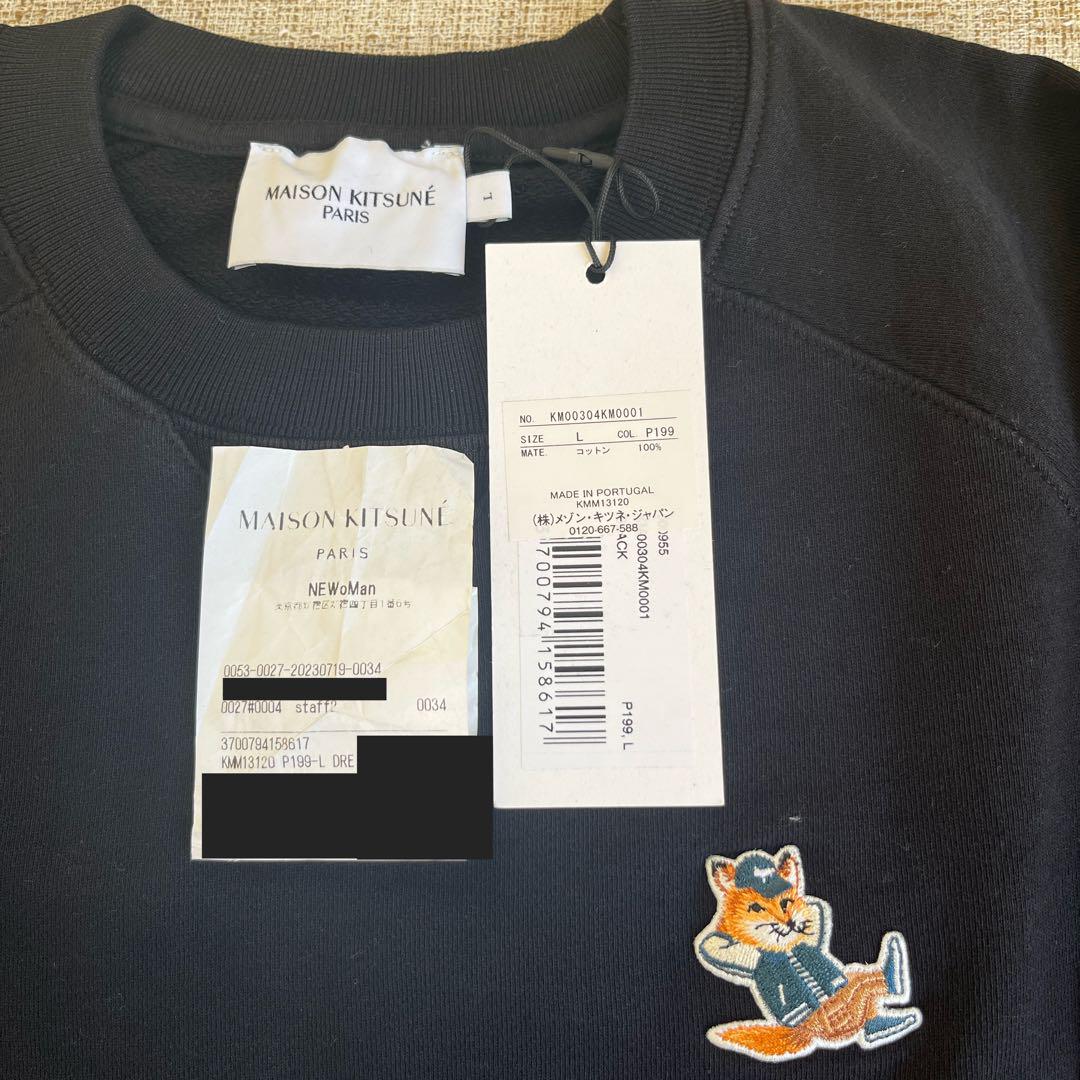 MAISON KITSUNÉ
PARIS
L
NO. KM00304KM0001
SIZE L COL. P199
MATE. コットン 100%
MADE IN PORTUGAL
KMM13120
(株)メゾン・キツネ・ジャパン
0120-667-588
00304KM0001
ACK
700794158617
P199, L
MAISON KITSUNÉ
PARIS
NEWoMan
0053-0027-20230719-0034
0027#0004 staff2 0034
3700794158617
KMM13120 P199-L DRE